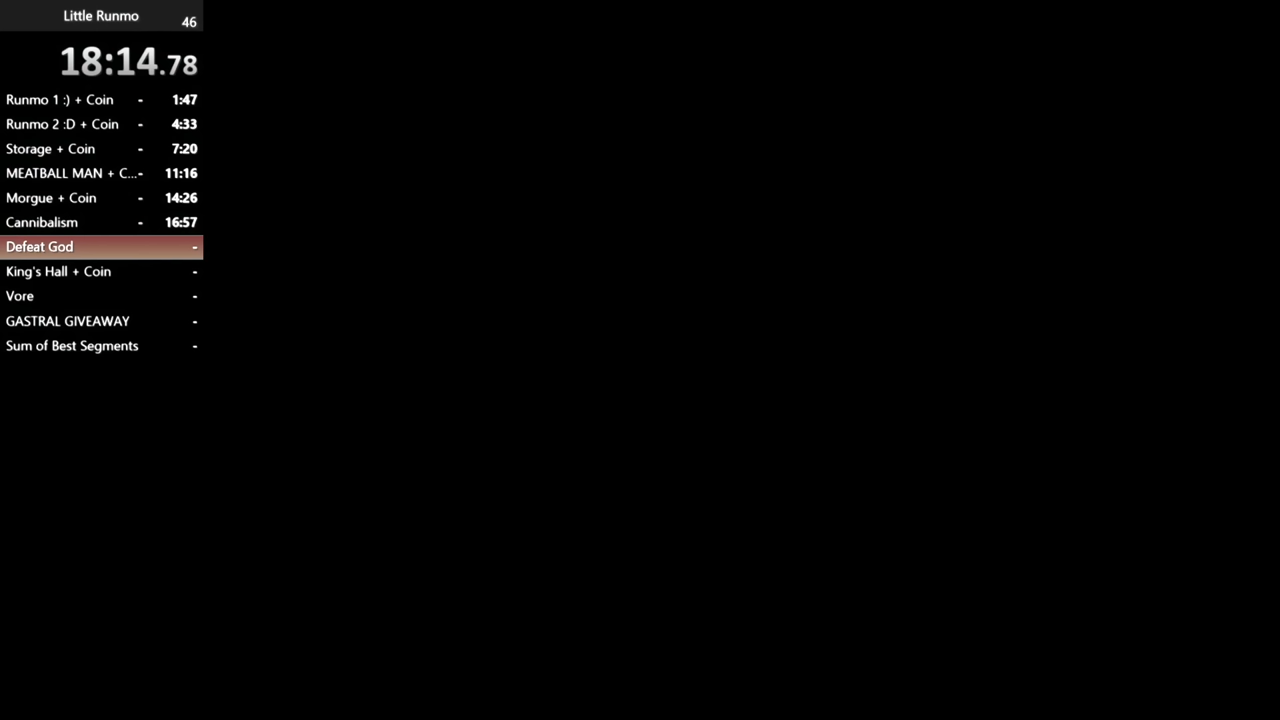 Little Runmo
46
18:14.78
Runmo 1 :) + Coin - 1:47
Runmo 2 :D + Coin - 4:33
Storage + Coin - 7:20
MEATBALL MAN + C...- 11:16
Morgue + Coin - 14:26
Cannibalism - 16:57
Defeat God -
King's Hall + Coin -
Vore -
GASTRAL GIVEAWAY -
Sum of Best Segments -